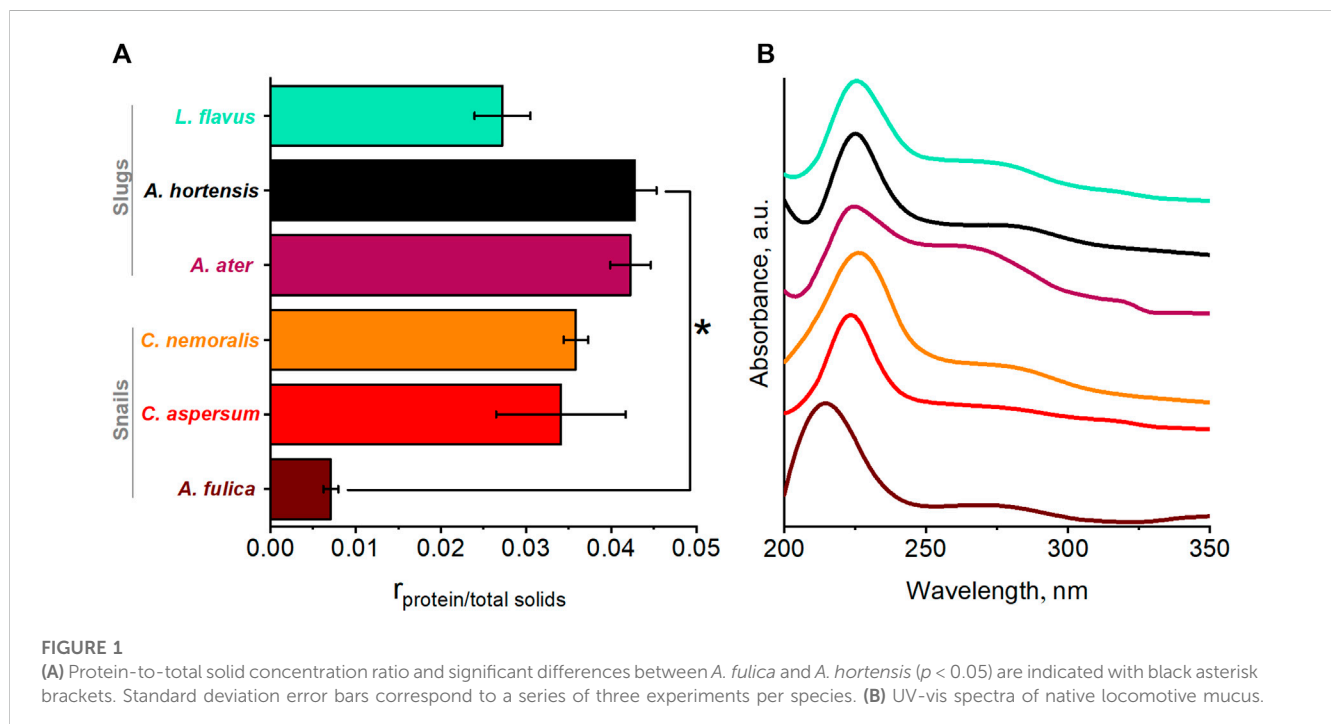 A
B
Slugs
L. flavus
A. hortensis
A. ater
Snails
C. nemoralis
C. aspersum
A. fulica
*
0.00 0.01 0.02 0.03 0.04 0.05
r protein/total solids
Absorbance, a.u.
200 250 300 350
Wavelength, nm
FIGURE 1
(A) Protein-to-total solid concentration ratio and significant differences between A. fulica and A. hortensis (p < 0.05) are indicated with black asterisk
brackets. Standard deviation error bars correspond to a series of three experiments per species. (B) UV-vis spectra of native locomotive mucus.